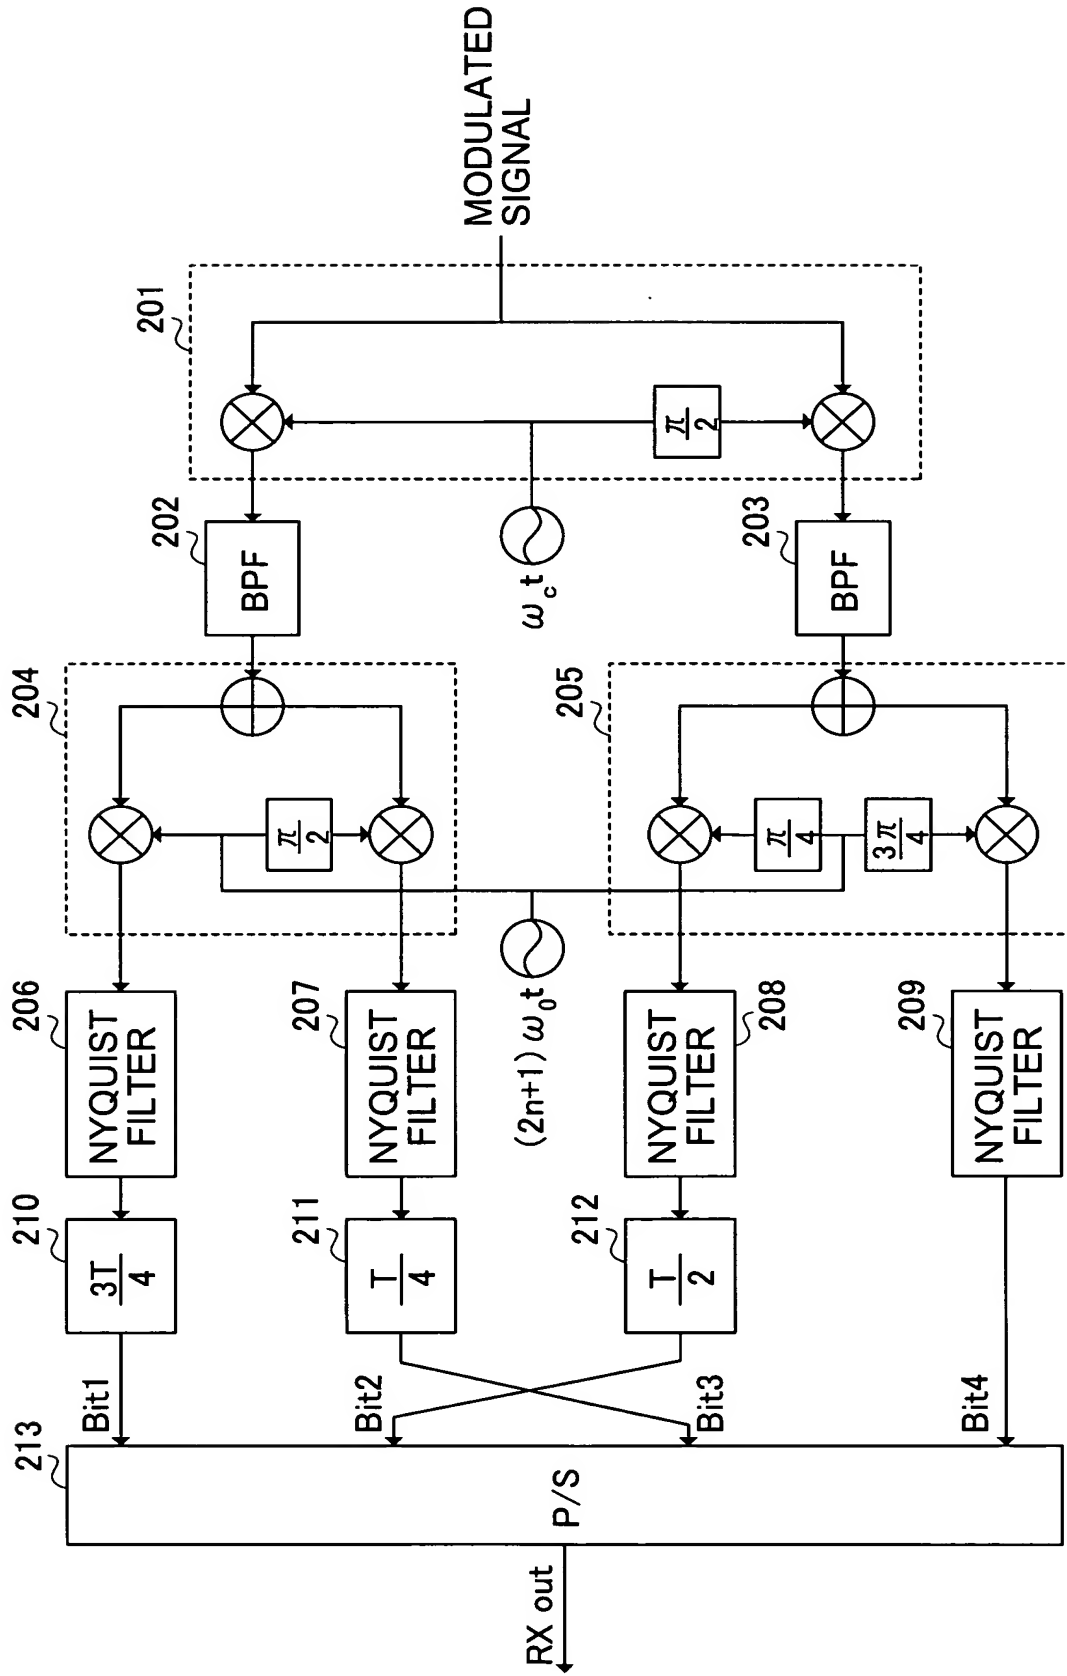 MODULATED
SIGNAL
201
π
2
202
BPF
203
BPF
ω_c t
204
π
2
205
π
4
3π
4
(2n+1) ω_0 t
206
NYQUIST
FILTER
207
NYQUIST
FILTER
208
NYQUIST
FILTER
209
NYQUIST
FILTER
210
3T
4
211
T
4
212
T
2
Bit1
Bit2
Bit3
Bit4
213
P/S
RX out